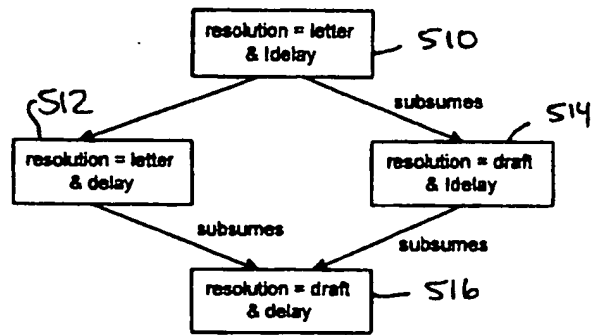 resolution = letter
& !delay
510
subsumes
512
514
resolution = letter
& delay
resolution = draft
& !delay
subsumes
subsumes
resolution = draft
& delay
516